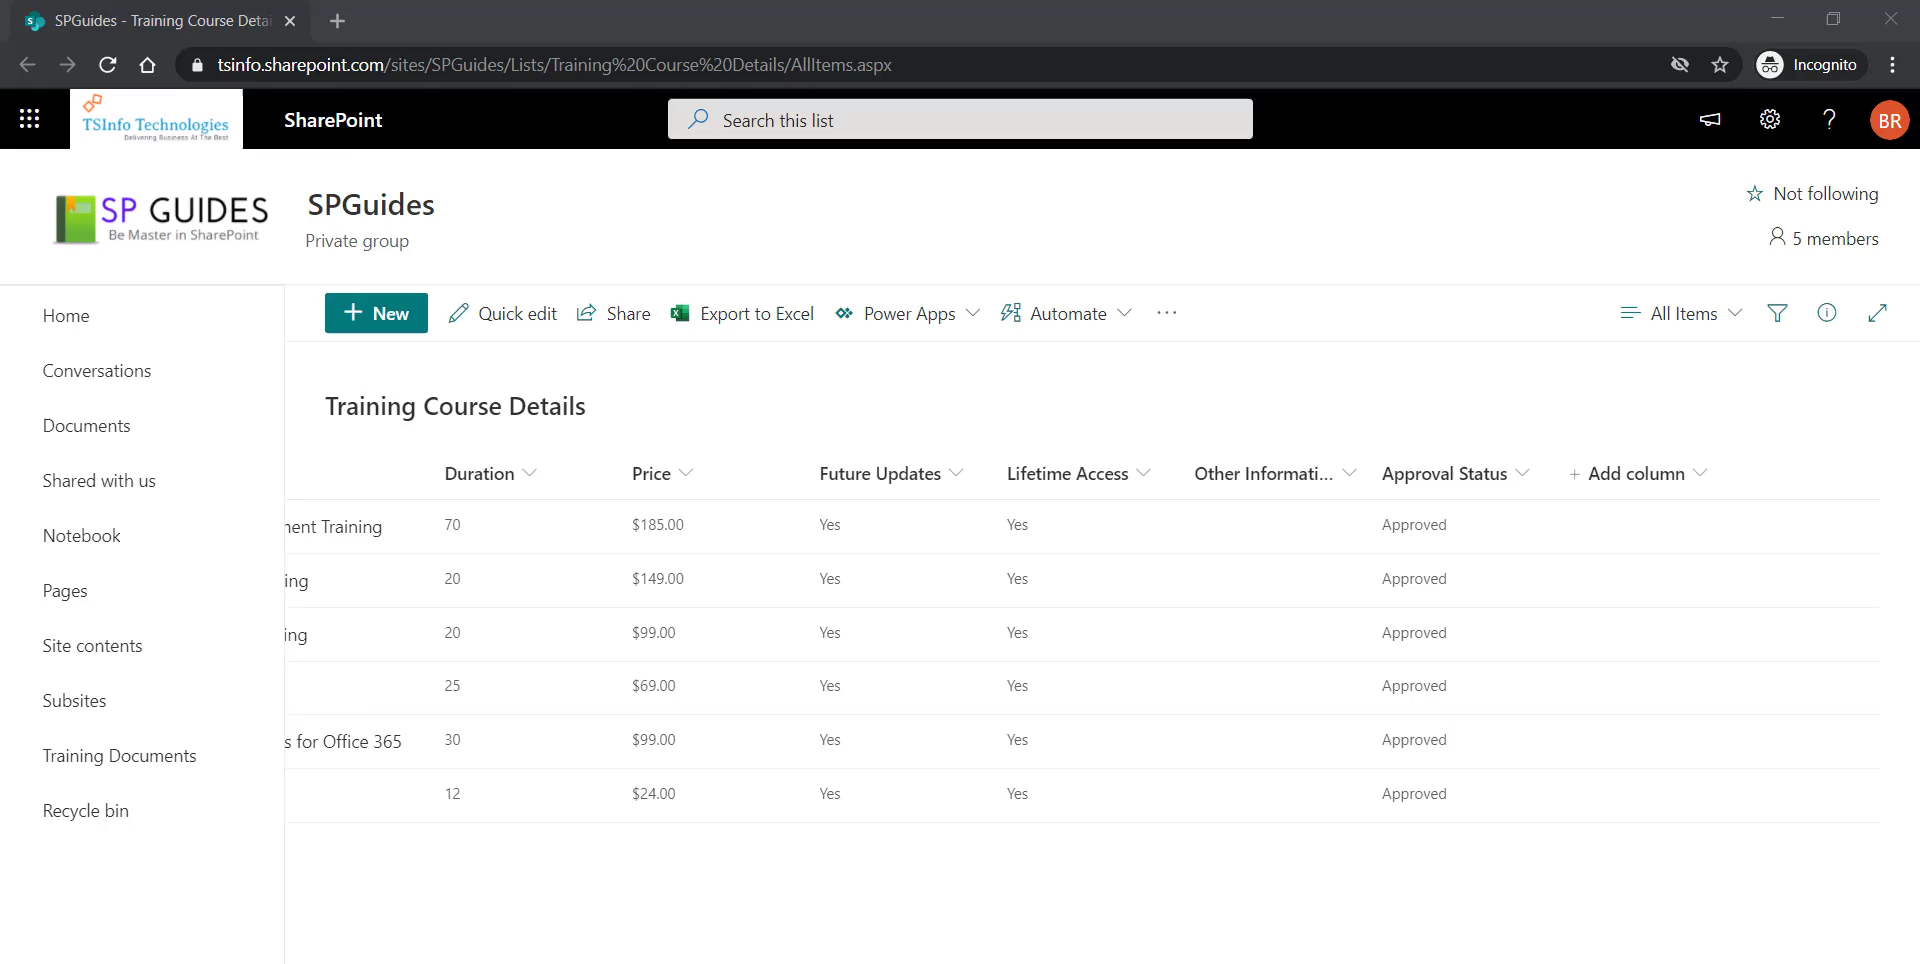 SPGuides - Training Course Detai
tsinfo.sharepoint.com/sites/SPGuides/Lists/Training%20Course%20Details/AllItems.aspx
Incognito
TSInfo Technologies
Delivering Business At The Best
SharePoint
Search this list
BR
SP GUIDES
Be Master in SharePoint
SPGuides
Private group
Not following
5 members
Home
Conversations
Documents
Shared with us
Notebook
Pages
Site contents
Subsites
Training Documents
Recycle bin
+ New Quick edit Share Export to Excel Power Apps Automate ··· All Items
Training Course Details
Duration Price Future Updates Lifetime Access Other Informati... Approval Status + Add column
ment Training 70 $185.00 Yes Yes Approved
ing 20 $149.00 Yes Yes Approved
ing 20 $99.00 Yes Yes Approved
25 $69.00 Yes Yes Approved
s for Office 365 30 $99.00 Yes Yes Approved
12 $24.00 Yes Yes Approved